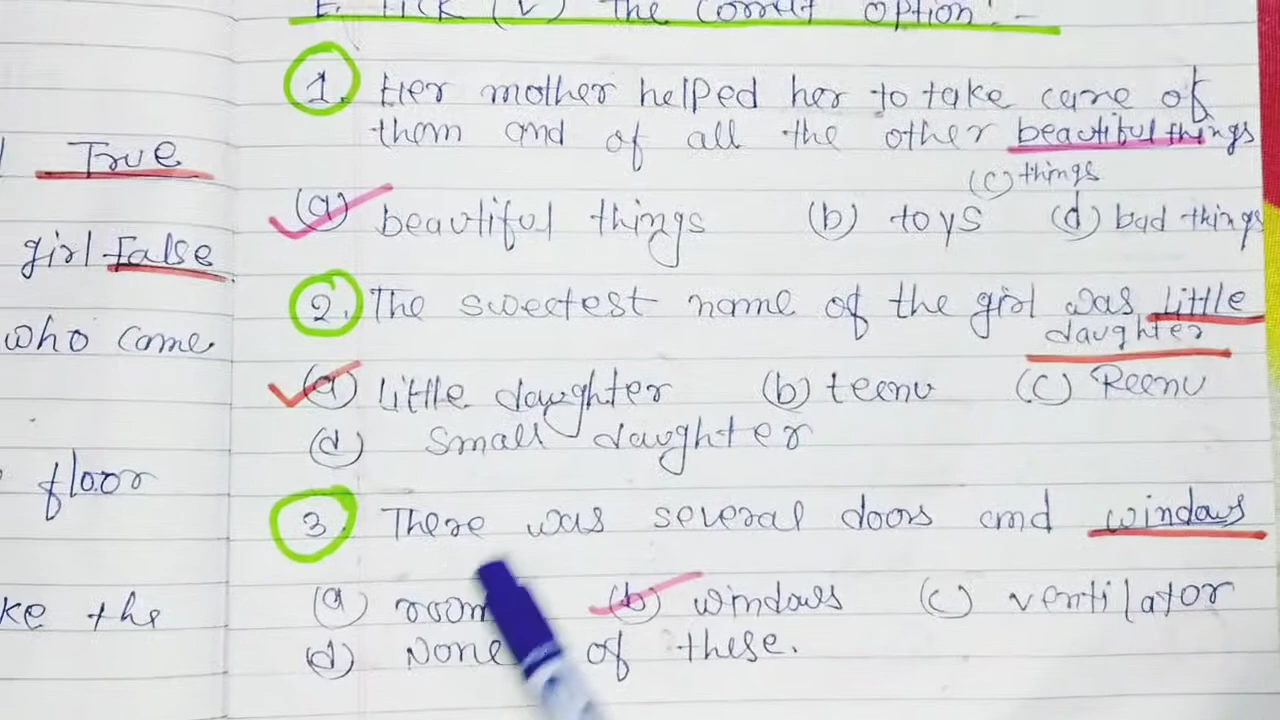 E. Tick (✓) the correct option:-
1. Her mother helped her to take care of
them and of all the other beautiful things
(c) things
(a) beautiful things (b) toys (d) bad things
2. The sweetest name of the girl was Little
daughter
(a) Little daughter (b) teenu (c) Reenu
(d) small daughter
3. There was several doors and windows
(a) room (b) windows (c) ventilator
(d) None of these.
True
girl False
who came
floor
ke the